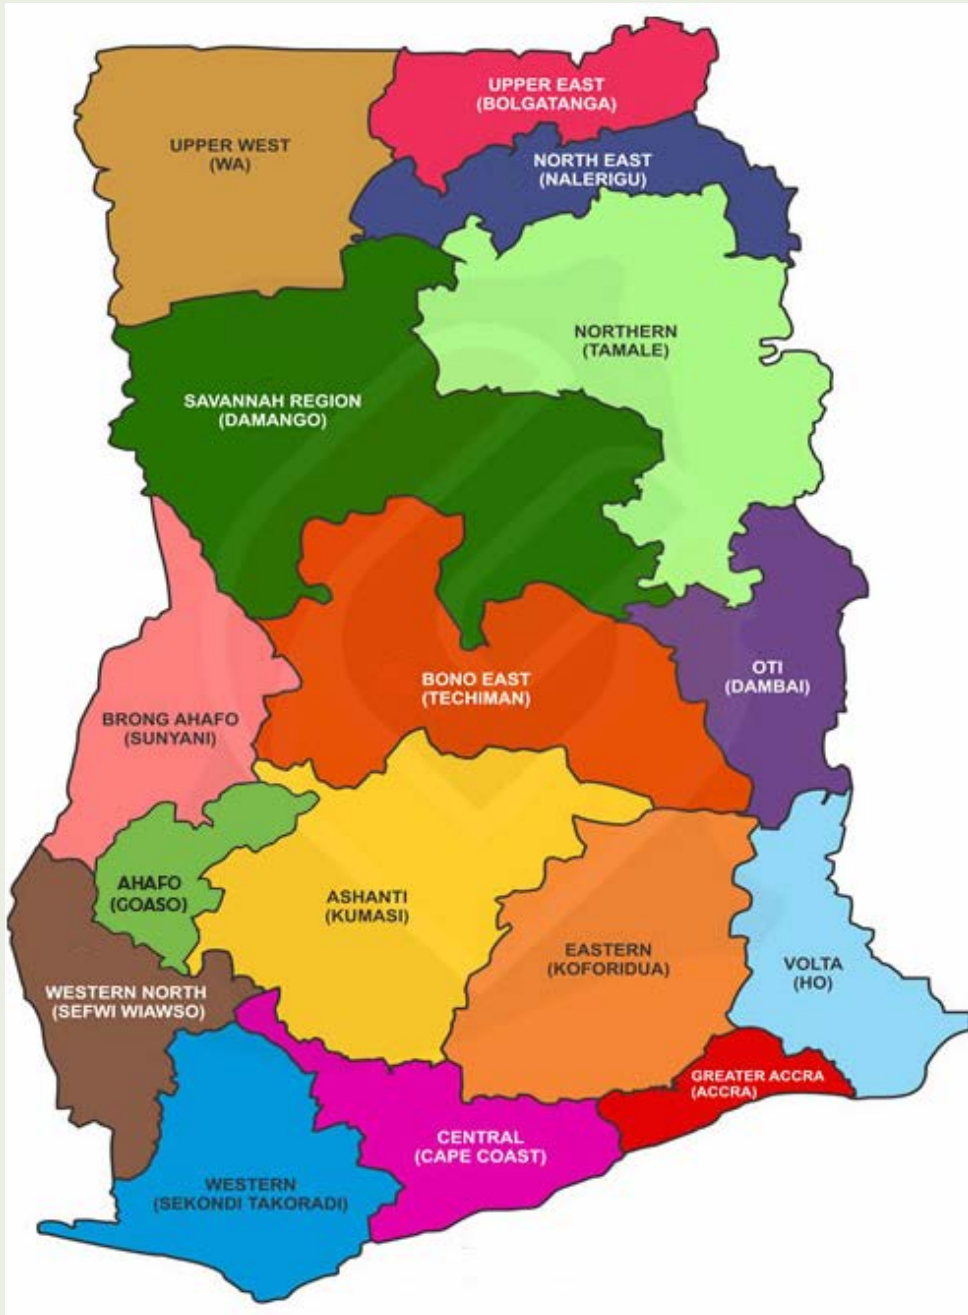 UPPER EAST
(BOLGATANGA)
UPPER WEST
(WA)
NORTH EAST
(NALERIGU)
NORTHERN
(TAMALE)
SAVANNAH REGION
(DAMANGO)
OTI
(DAMBAI)
BONO EAST
(TECHIMAN)
BRONG AHAFO
(SUNYANI)
AHAFO
(GOASO)
ASHANTI
(KUMASI)
EASTERN
(KOFORIDUA)
VOLTA
(HO)
WESTERN NORTH
(SEFWI WIAWSO)
GREATER ACCRA
(ACCRA)
CENTRAL
(CAPE COAST)
WESTERN
(SEKONDI TAKORADI)